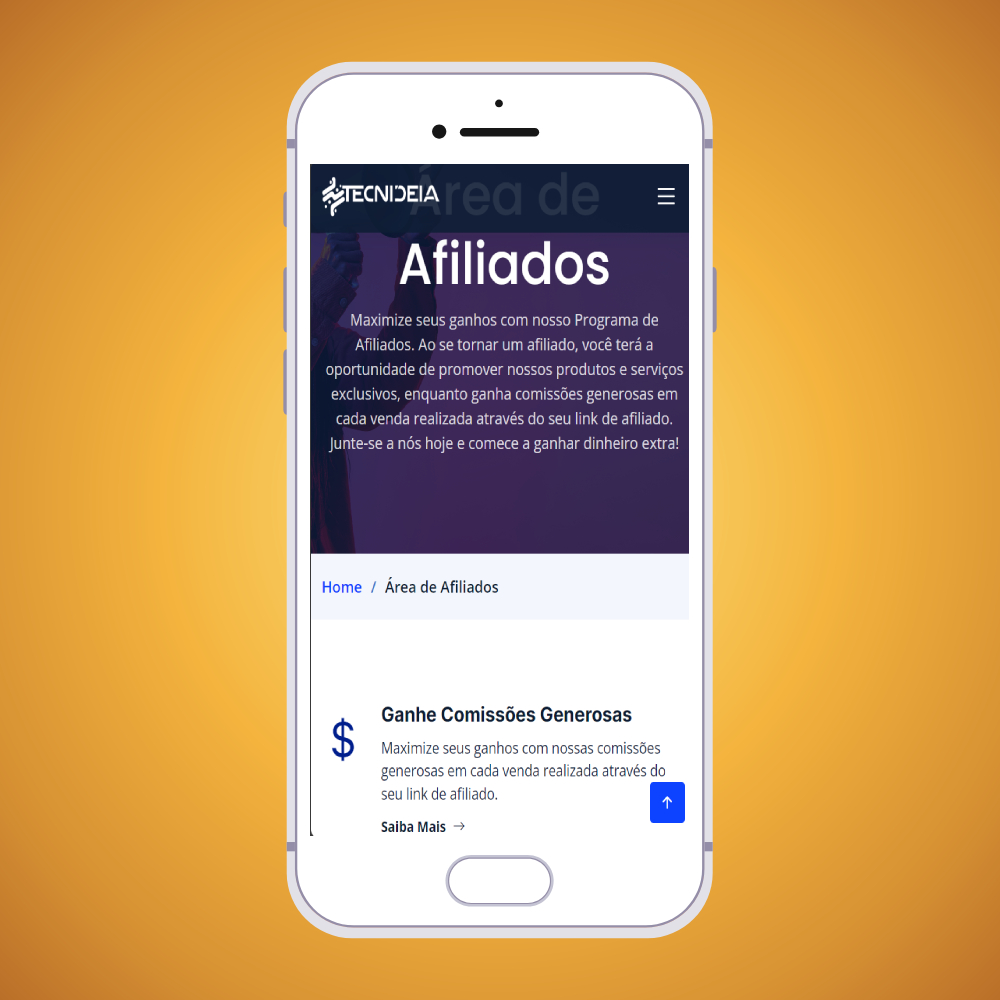 TECNIDEIA
Área de
Afiliados
Maximize seus ganhos com nosso Programa de
Afiliados. Ao se tornar um afiliado, você terá a
oportunidade de promover nossos produtos e serviços
exclusivos, enquanto ganha comissões generosas em
cada venda realizada através do seu link de afiliado.
Junte-se a nós hoje e comece a ganhar dinheiro extra!
Home / Área de Afiliados
$
Ganhe Comissões Generosas
Maximize seus ganhos com nossas comissões
generosas em cada venda realizada através do
seu link de afiliado.
Saiba Mais →